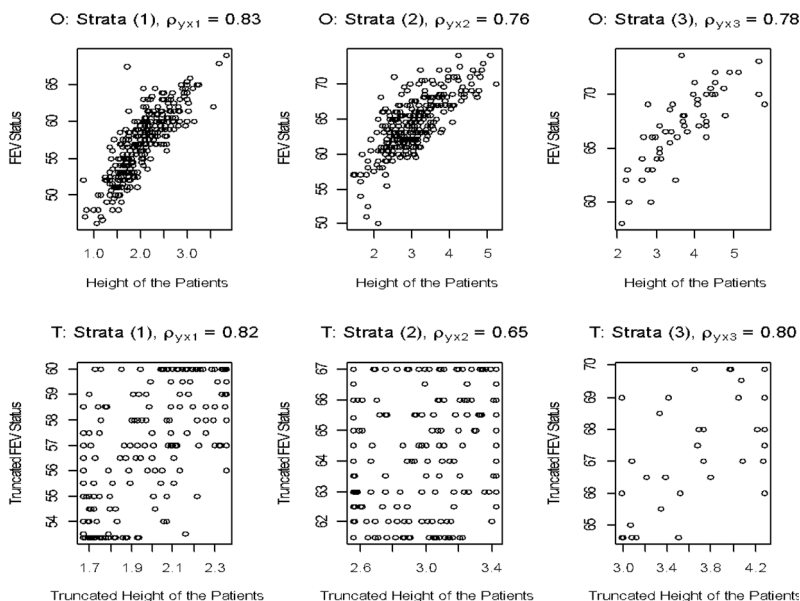 O: Strata (1), ρyx1 = 0.83
O: Strata (2), ρyx2 = 0.76
O: Strata (3), ρyx3 = 0.78
FEV Status
65
60
55
50
1.0 2.0 3.0
Height of the Patients
FEV Status
70
65
60
55
50
2 3 4 5
Height of the Patients
FEV Status
70
65
60
2 3 4 5
Height of the Patients
T: Strata (1), ρyx1 = 0.82
T: Strata (2), ρyx2 = 0.65
T: Strata (3), ρyx3 = 0.80
Truncated FEV Status
60
59
58
57
56
55
54
1.7 1.9 2.1 2.3
Truncated Height of the Patients
Truncated FEV Status
67
66
65
64
63
62
2.6 3.0 3.4
Truncated Height of the Patients
Truncated FEV Status
70
69
68
67
66
65
3.0 3.4 3.8 4.2
Truncated Height of the Patients